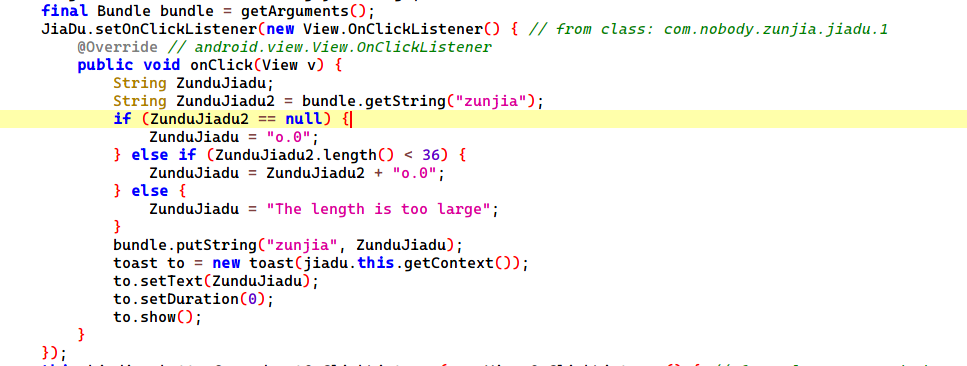 final Bundle bundle = getArguments();
JiaDu.setOnClickListener(new View.OnClickListener() { // from class: com.nobody.zunjia.jiadu.1
@Override // android.view.View.OnClickListener
public void onClick(View v) {
String ZunduJiadu;
String ZunduJiadu2 = bundle.getString("zunjia");
if (ZunduJiadu2 == null) {
ZunduJiadu = "o.0";
} else if (ZunduJiadu2.length() < 36) {
ZunduJiadu = ZunduJiadu2 + "o.0";
} else {
ZunduJiadu = "The length is too large";
}
bundle.putString("zunjia", ZunduJiadu);
toast to = new toast(jiadu.this.getContext());
to.setText(ZunduJiadu);
to.setDuration(0);
to.show();
}
});